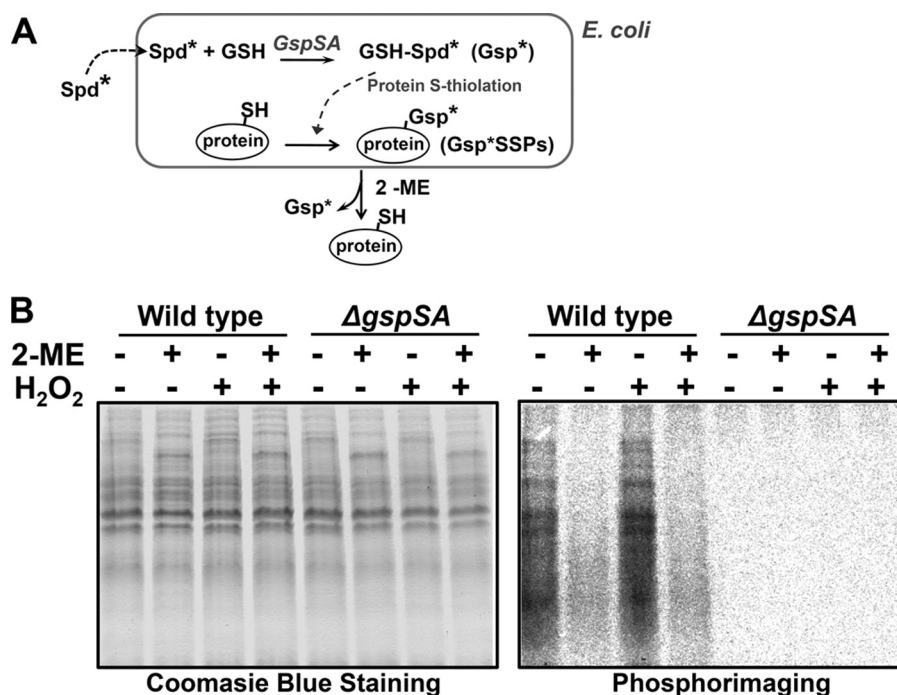 A
E. coli
Spd* + GSH GspSA GSH-Spd* (Gsp*)
Spd*
Protein S-thiolation
SH Gsp*
protein protein (Gsp*SSPs)
2 -ME
Gsp*
SH
protein
B
Wild type ΔgspSA Wild type ΔgspSA
2-ME - + - + - + - + - + - + - + - +
H₂O₂ - - + + - - + + - - + + - - + +
Coomasie Blue Staining Phosphorimaging